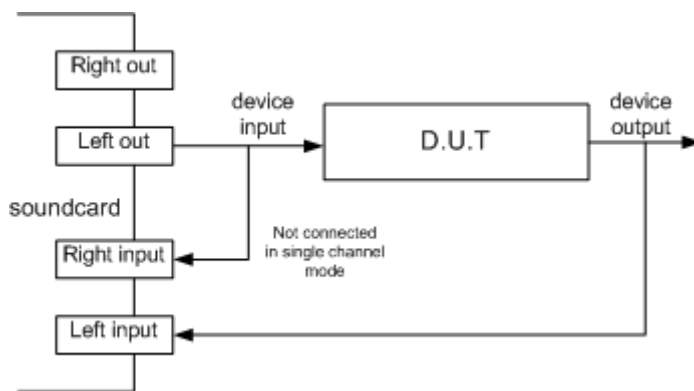 Right out
device
input
device
output
Left out
D.U.T
soundcard
Not connected
in single channel
mode
Right input
Left input